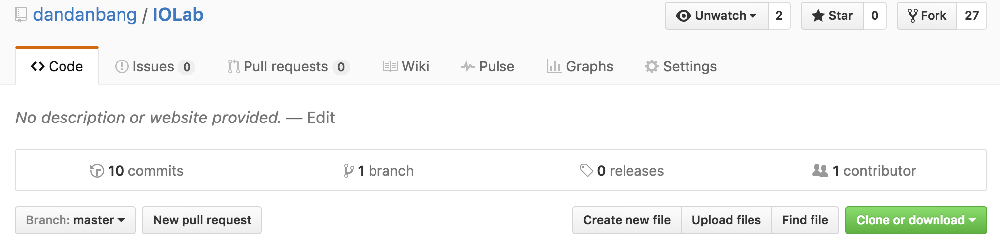 dandanbang / IOLab Unwatch 2 Star 0 Fork 27
Code Issues 0 Pull requests 0 Wiki Pulse Graphs Settings
No description or website provided. — Edit
10 commits 1 branch 0 releases 1 contributor
Branch: master New pull request Create new file Upload files Find file Clone or download